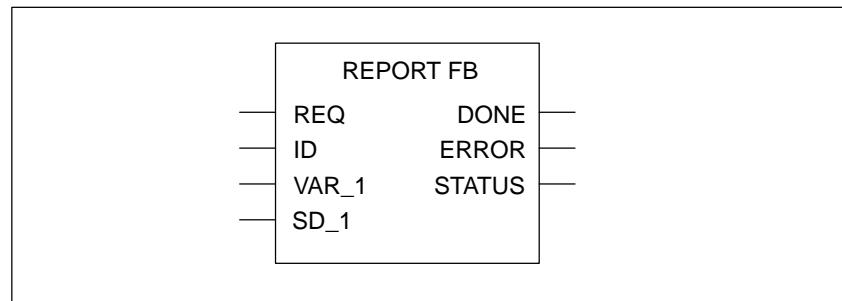 REPORT FB
REQ DONE
ID ERROR
VAR_1 STATUS
SD_1